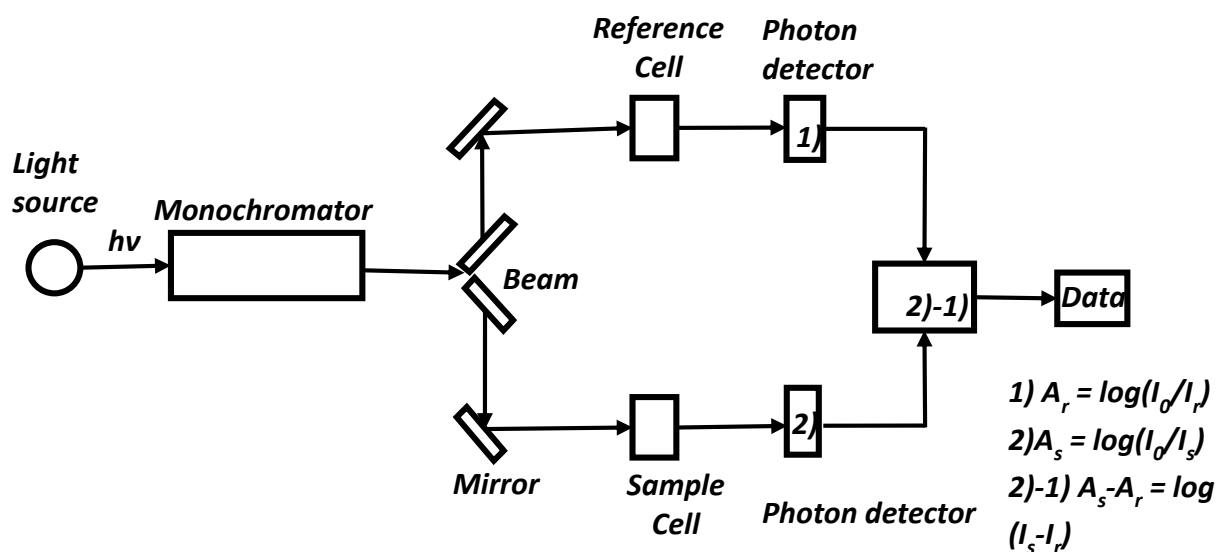 Reference
Cell
Photon
detector
1)
Light
source
hν
Monochromator
Beam
2)-1)
Data
2)
Mirror
Sample
Cell
Photon detector
1) Aᵣ = log(I₀/Iᵣ)
2)Aₛ = log(I₀/Iₛ)
2)-1) Aₛ-Aᵣ = log
(Iₛ-Iᵣ)